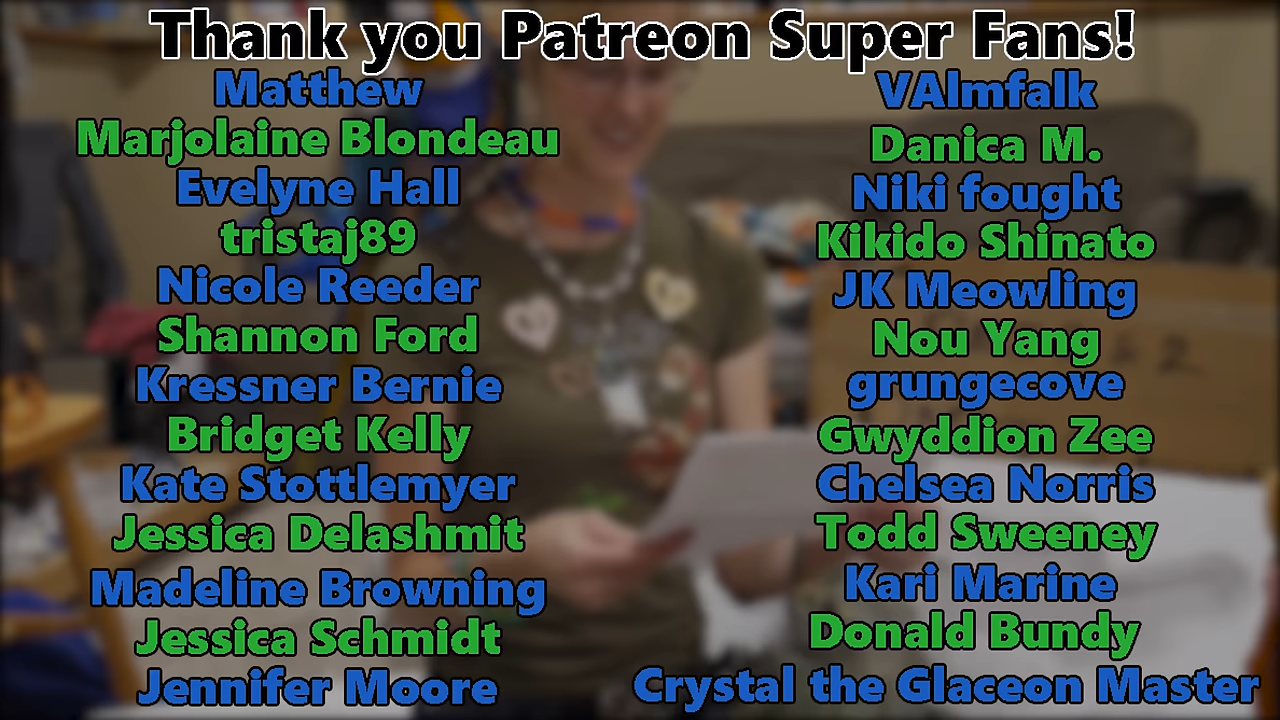 Thank you Patreon Super Fans!
Matthew
Marjolaine Blondeau
Evelyne Hall
tristaj89
Nicole Reeder
Shannon Ford
Kressner Bernie
Bridget Kelly
Kate Stottlemyer
Jessica Delashmit
Madeline Browning
Jessica Schmidt
Jennifer Moore
VAlmfalk
Danica M.
Niki fought
Kikido Shinato
JK Meowling
Nou Yang
grungecove
Gwyddion Zee
Chelsea Norris
Todd Sweeney
Kari Marine
Donald Bundy
Crystal the Glaceon Master